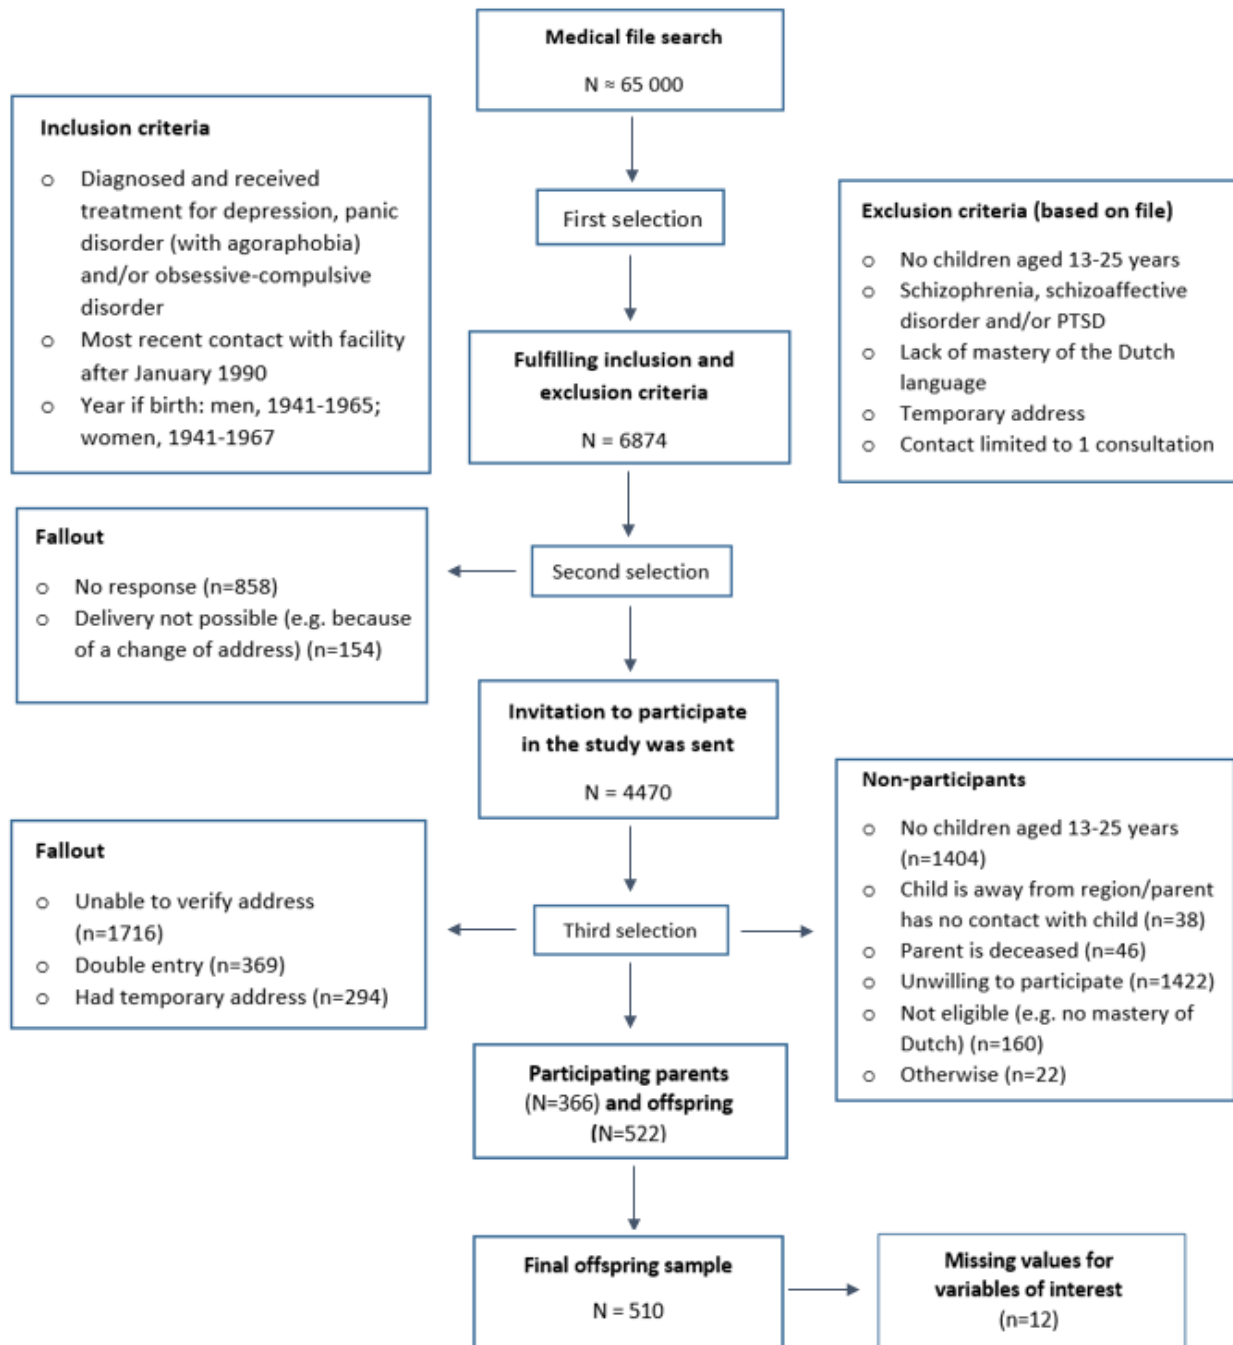 Medical file search
N ≈ 65 000
Inclusion criteria
o Diagnosed and received
treatment for depression, panic
disorder (with agoraphobia)
and/or obsessive-compulsive
disorder
o Most recent contact with facility
after January 1990
o Year if birth: men, 1941-1965;
women, 1941-1967
First selection
Exclusion criteria (based on file)
o No children aged 13-25 years
o Schizophrenia, schizoaffective
disorder and/or PTSD
o Lack of mastery of the Dutch
language
o Temporary address
o Contact limited to 1 consultation
Fulfilling inclusion and
exclusion criteria
N = 6874
Fallout
o No response (n=858)
o Delivery not possible (e.g. because
of a change of address) (n=154)
Second selection
Invitation to participate
in the study was sent
N = 4470
Fallout
o Unable to verify address
(n=1716)
o Double entry (n=369)
o Had temporary address (n=294)
Third selection
Non-participants
o No children aged 13-25 years
(n=1404)
o Child is away from region/parent
has no contact with child (n=38)
o Parent is deceased (n=46)
o Unwilling to participate (n=1422)
o Not eligible (e.g. no mastery of
Dutch) (n=160)
o Otherwise (n=22)
Participating parents
(N=366) and offspring
(N=522)
Final offspring sample
N = 510
Missing values for
variables of interest
(n=12)